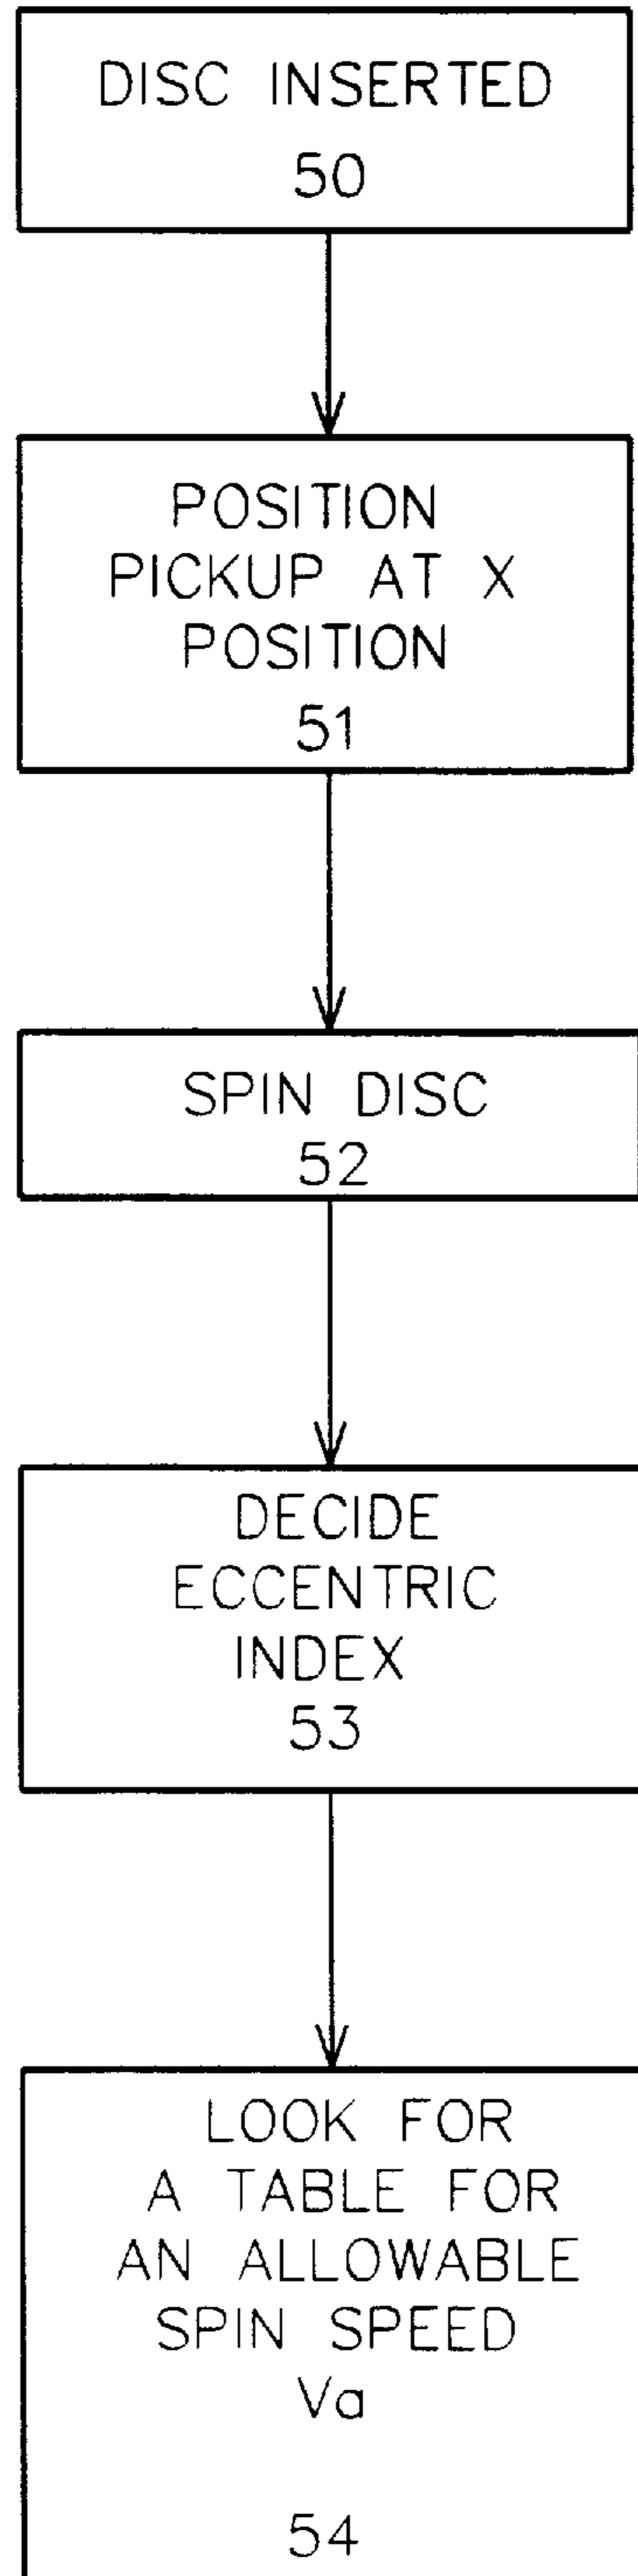 DISC INSERTED
50
POSITION
PICKUP AT X
POSITION
51
SPIN DISC
52
DECIDE
ECCENTRIC
INDEX
53
LOOK FOR
A TABLE FOR
AN ALLOWABLE
SPIN SPEED
Va
54